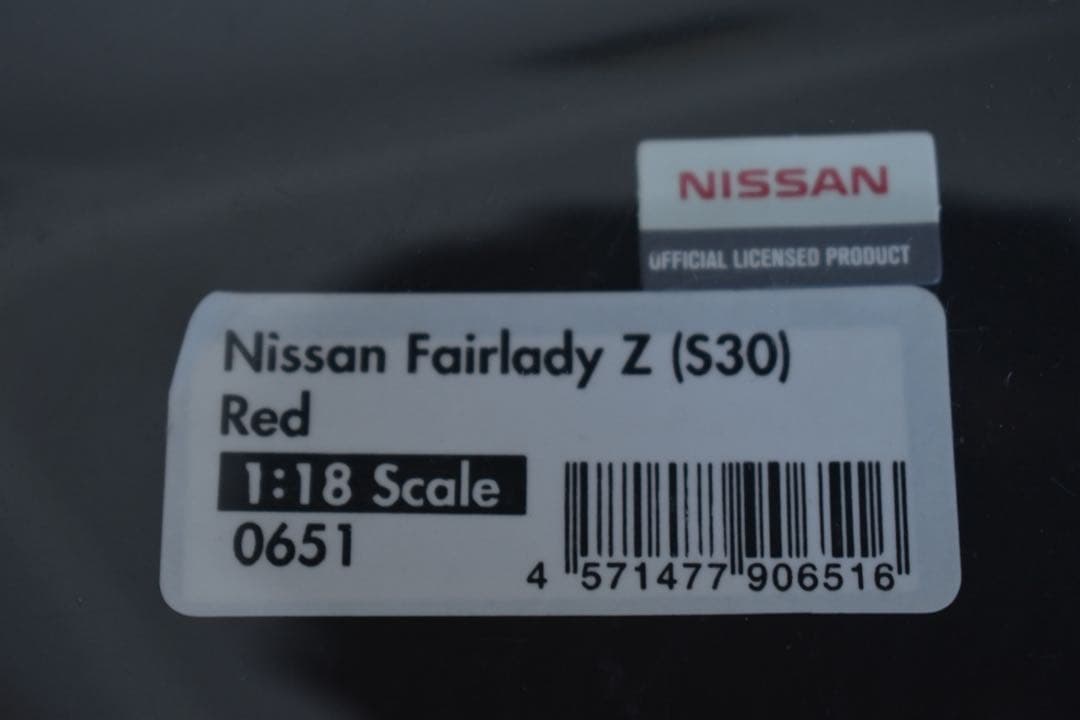 NISSAN
OFFICIAL LICENSED PRODUCT
Nissan Fairlady Z (S30)
Red
1:18 Scale
0651
4 571477 906516